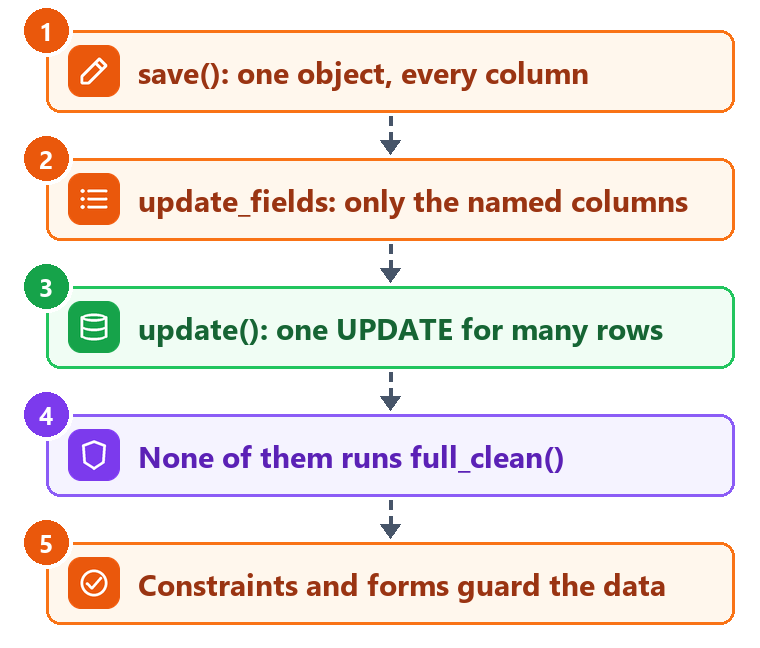 1
save(): one object, every column
2
update_fields: only the named columns
3
update(): one UPDATE for many rows
4
None of them runs full_clean()
5
Constraints and forms guard the data